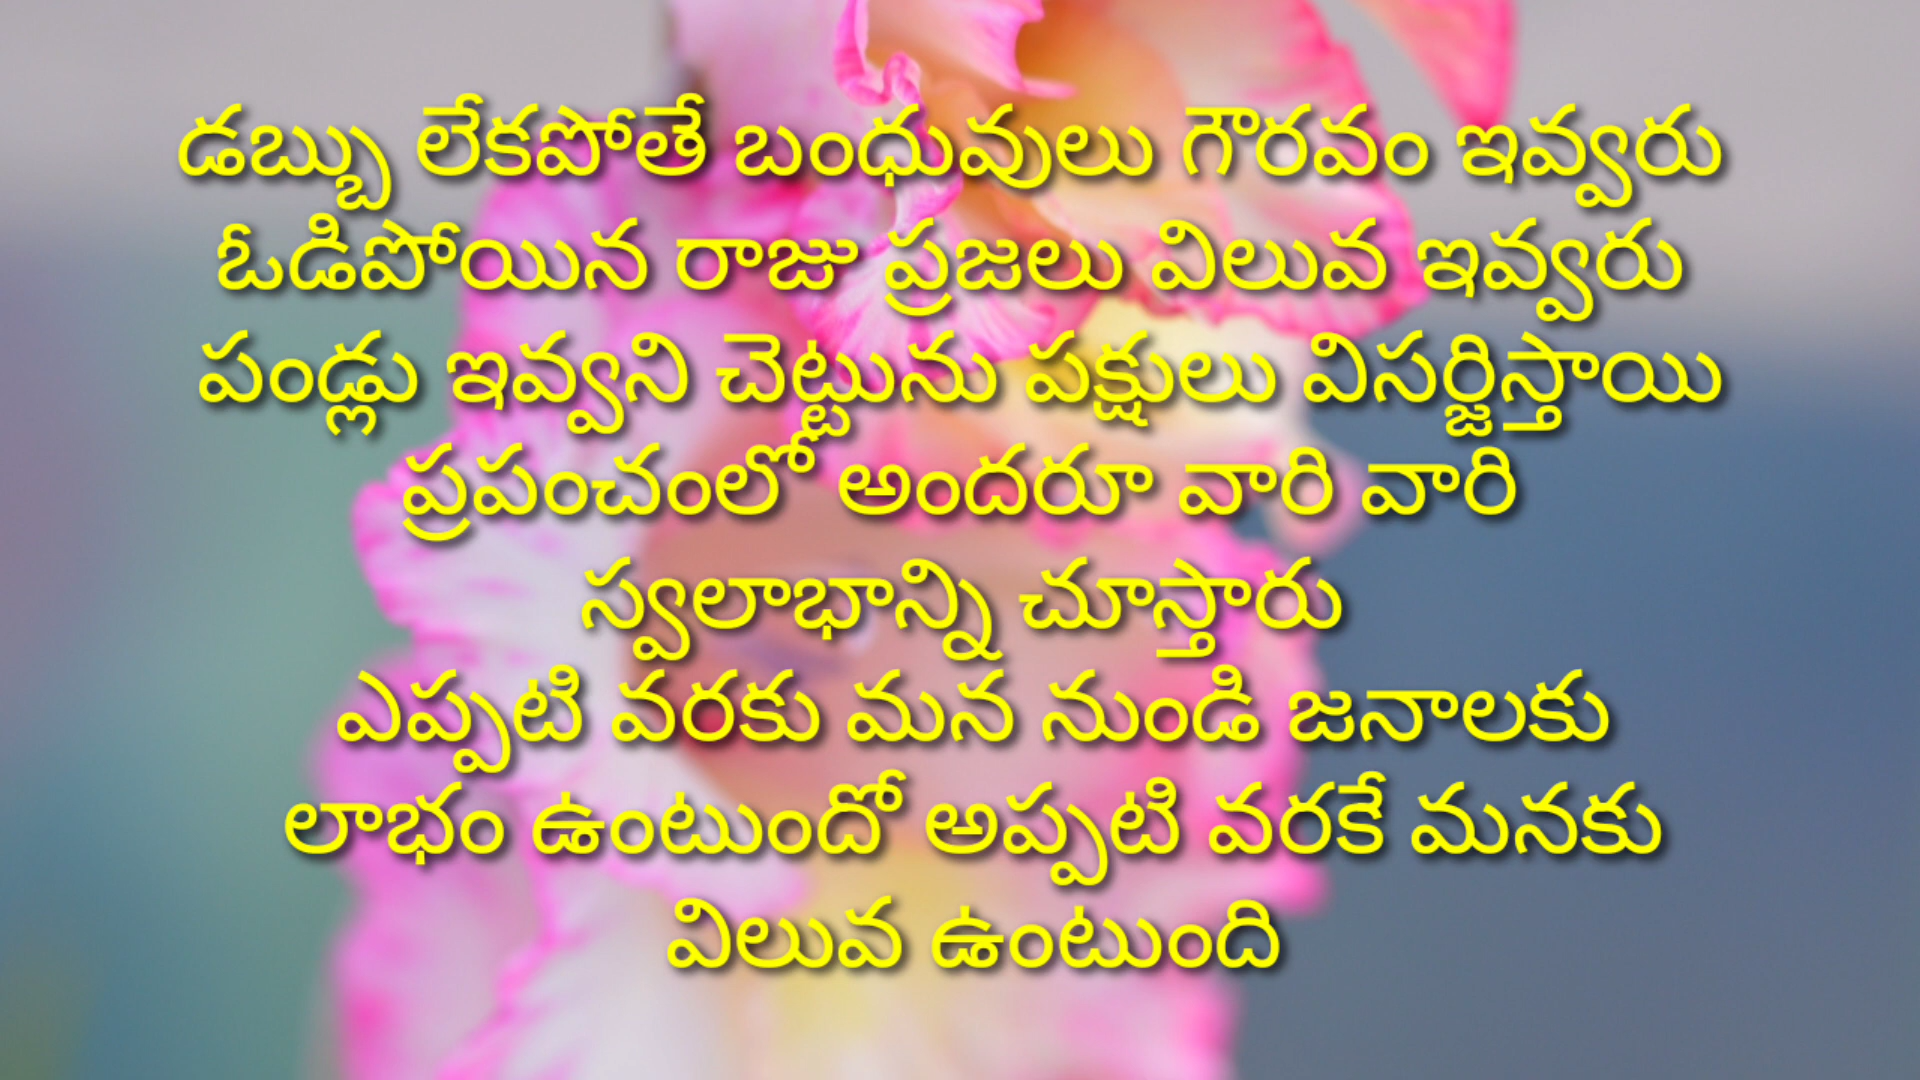 డబ్బు లేకపోతే బంధువులు గౌరవం ఇవ్వరు
ఓడిపోయిన రాజు ప్రజలు విలువ ఇవ్వరు
పండ్లు ఇవ్వని చెట్టును పక్షులు విసర్జిస్తాయి
ప్రపంచంలో అందరూ వారి వారి
స్వలాభాన్ని చూస్తారు
ఎప్పటి వరకు మన నుండి జనాలకు
లాభం ఉంటుందో అప్పటి వరకే మనకు
విలువ ఉంటుంది